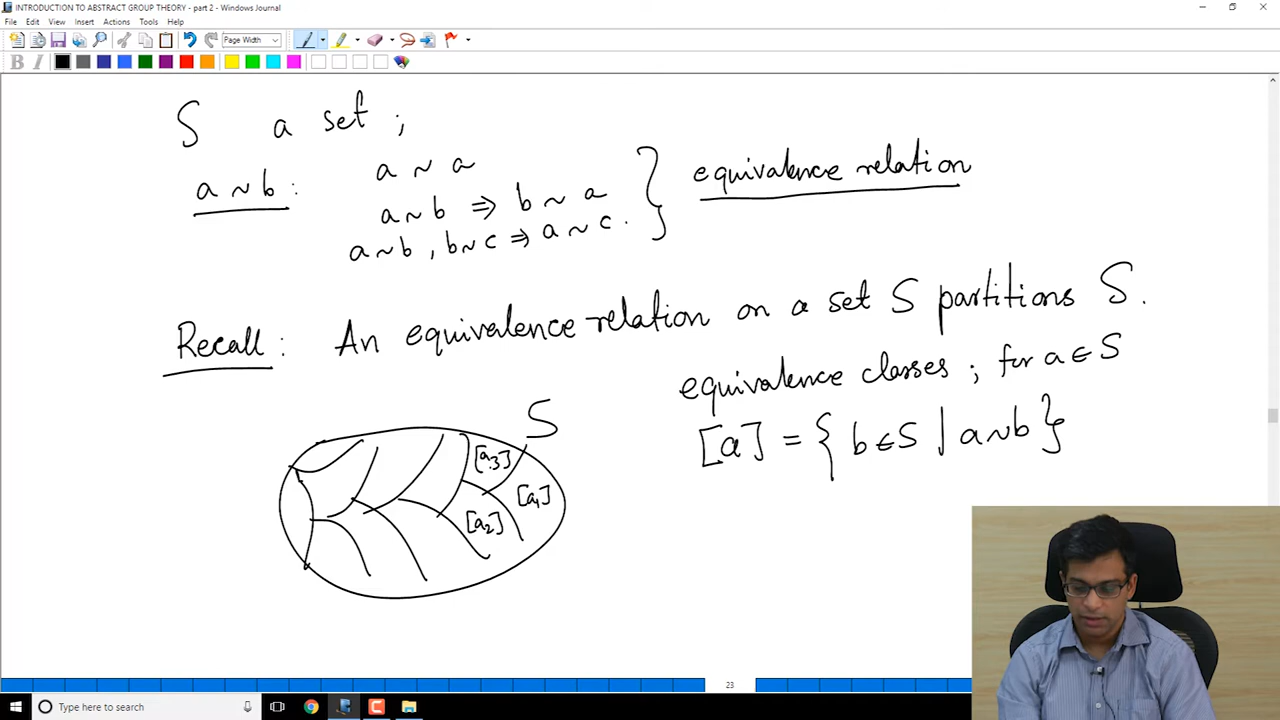 INTRODUCTION TO ABSTRACT GROUP THEORY - part 2 - Windows Journal
File Edit View Insert Actions Tools Help
Page Width
B I
S a set ;
a ~ b : a ~ a
a ~ b ⇒ b ~ a
a ~ b , b ~ c ⇒ a ~ c .
} equivalence relation
Recall : An equivalence relation on a set S partitions S .
equivalence classes ; for a ∈ S
[a] = { b ∈ S | a ~ b }
S
[a3]
[a1]
[a2]
23
Type here to search